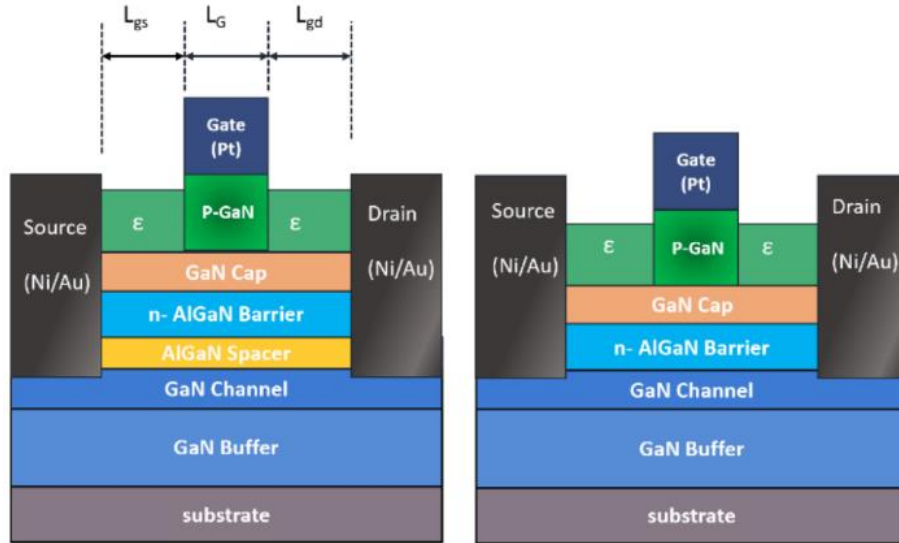 Lgs LG Lgd
Gate
(Pt)
P-GaN
Source
(Ni/Au)
ε
ε
Drain
(Ni/Au)
GaN Cap
n- AlGaN Barrier
AlGaN Spacer
GaN Channel
GaN Buffer
substrate
Gate
(Pt)
P-GaN
Source
(Ni/Au)
ε
ε
Drain
(Ni/Au)
GaN Cap
n- AlGaN Barrier
GaN Channel
GaN Buffer
substrate